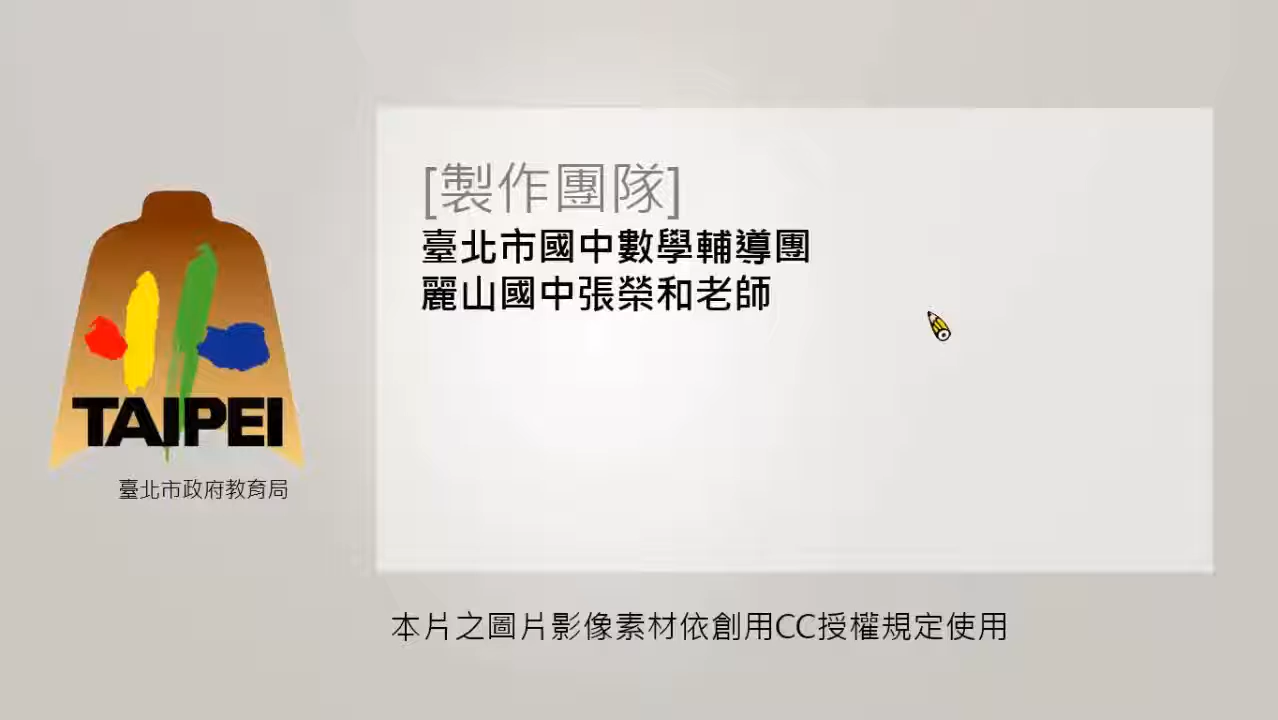 [製作團隊]
臺北市國中數學輔導團
麗山國中張榮和老師
TAIPEI
臺北市政府教育局
本片之圖片影像素材依創用CC授權規定使用